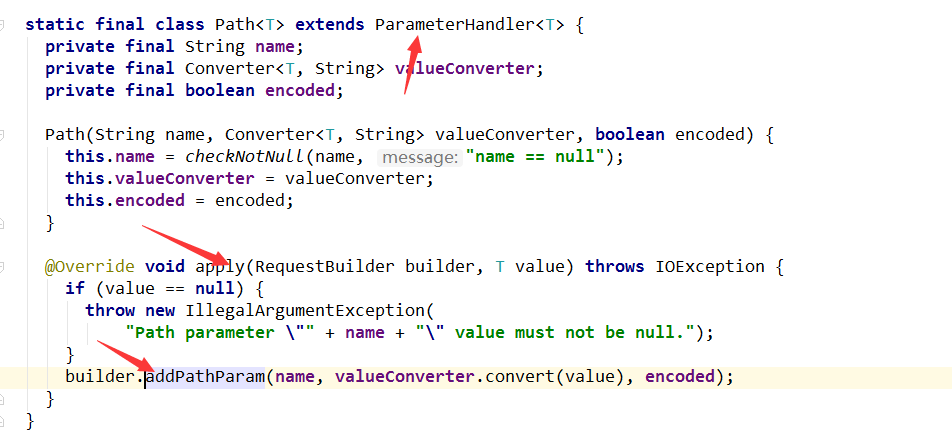 static final class Path<T> extends ParameterHandler<T> {
private final String name;
private final Converter<T, String> valueConverter;
private final boolean encoded;
Path(String name, Converter<T, String> valueConverter, boolean encoded) {
this.name = checkNotNull(name, message: "name == null");
this.valueConverter = valueConverter;
this.encoded = encoded;
}
@Override void apply(RequestBuilder builder, T value) throws IOException {
if (value == null) {
throw new IllegalArgumentException(
"Path parameter \"" + name + "\" value must not be null.");
}
builder.addPathParam(name, valueConverter.convert(value), encoded);
}
}